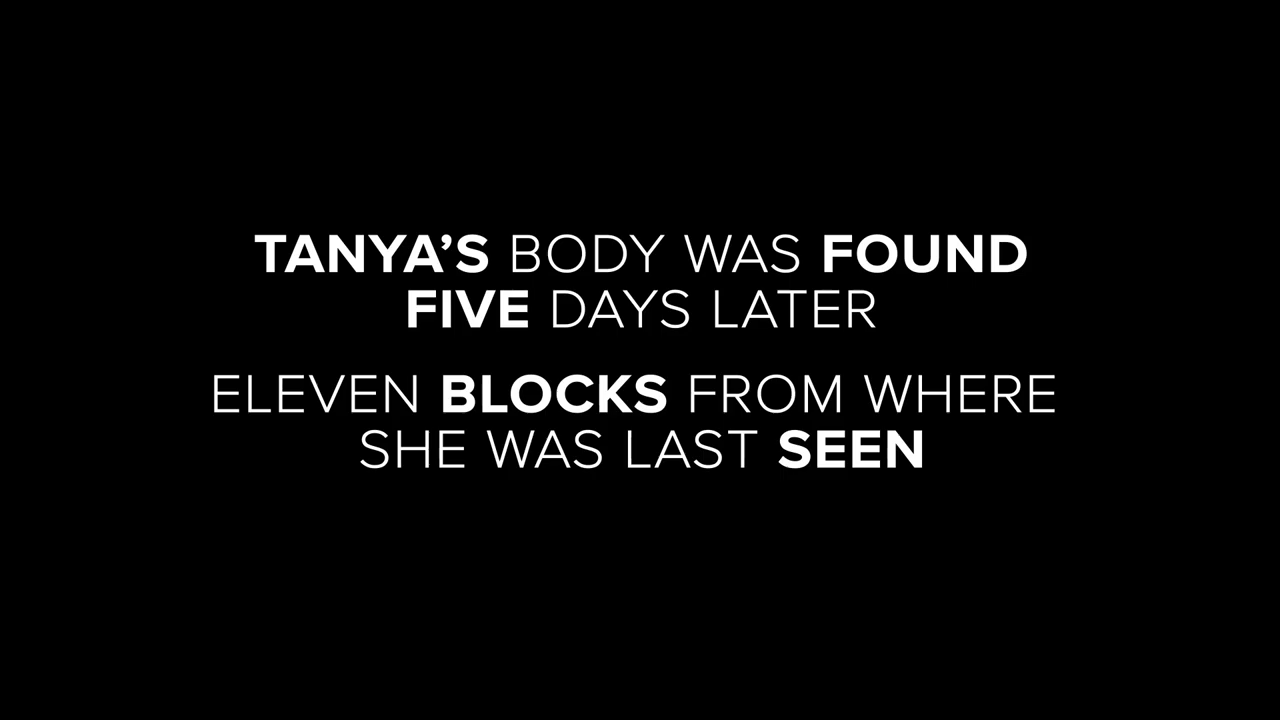 TANYA’S BODY WAS FOUND
FIVE DAYS LATER
ELEVEN BLOCKS FROM WHERE
SHE WAS LAST SEEN